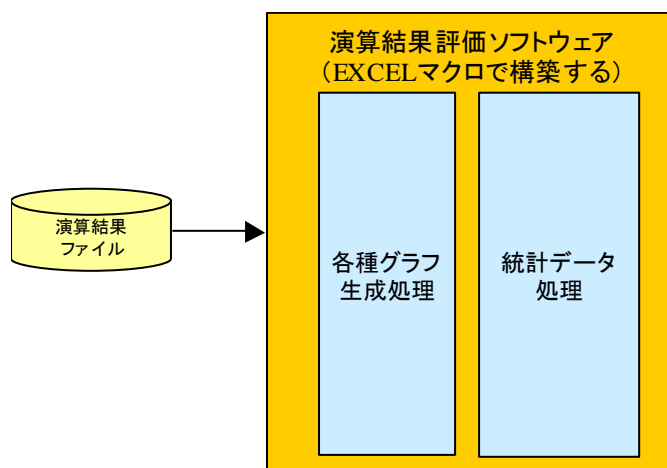 演算結果評価ソフトウェア
（EXCELマクロで構築する）
演算結果
ファイル
各種グラフ
生成処理
統計データ
処理